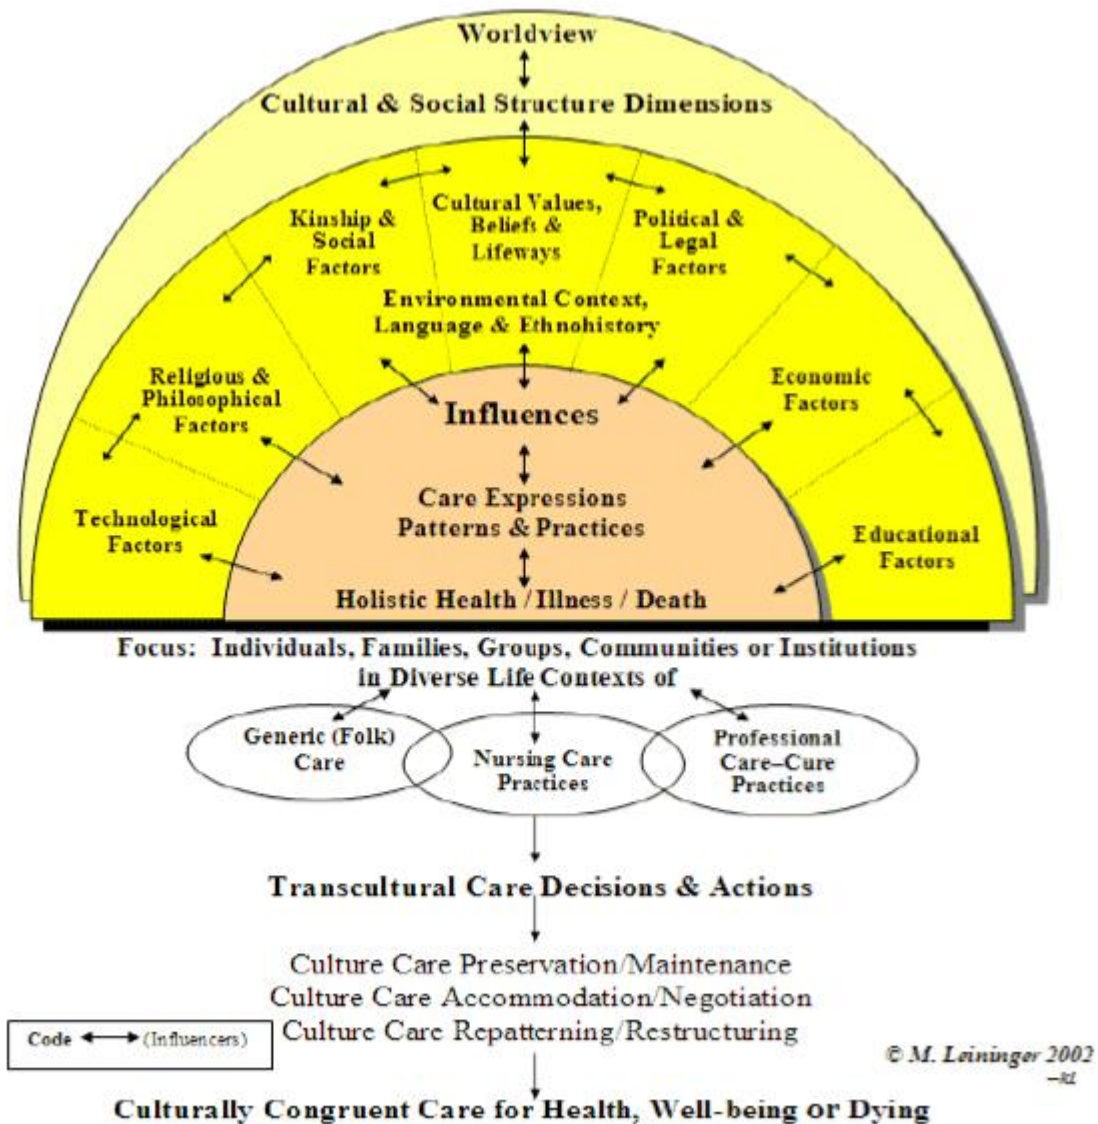 Worldview
Cultural & Social Structure Dimensions
Kinship &
Social
Factors
Cultural Values,
Beliefs &
Lifeways
Political &
Legal
Factors
Environmental Context,
Language & Ethnohistory
Religious &
Philosophical
Factors
Economic
Factors
Technological
Factors
Educational
Factors
Influences
Care Expressions
Patterns & Practices
Holistic Health / Illness / Death
Focus: Individuals, Families, Groups, Communities or Institutions
in Diverse Life Contexts of
Generic (Folk)
Care
Nursing Care
Practices
Professional
Care–Cure
Practices
Transcultural Care Decisions & Actions
Culture Care Preservation/Maintenance
Culture Care Accommodation/Negotiation
Culture Care Repatterning/Restructuring
Code (Influencers)
© M. Leininger 2002
Culturally Congruent Care for Health, Well-being or Dying